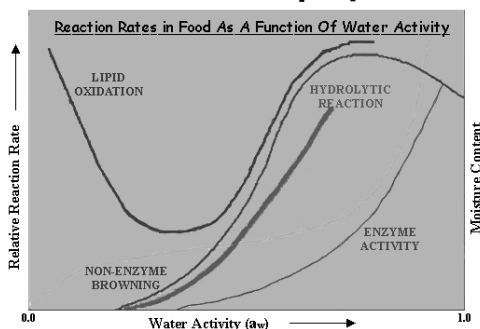 Reaction Rates in Food As A Function Of Water Activity
LIPID
OXIDATION
HYDROLYTIC
REACTION
Relative Reaction Rate
Moisture Content
ENZYME
ACTIVITY
NON-ENZYME
BROWNING
0.0
Water Activity (aw)
1.0